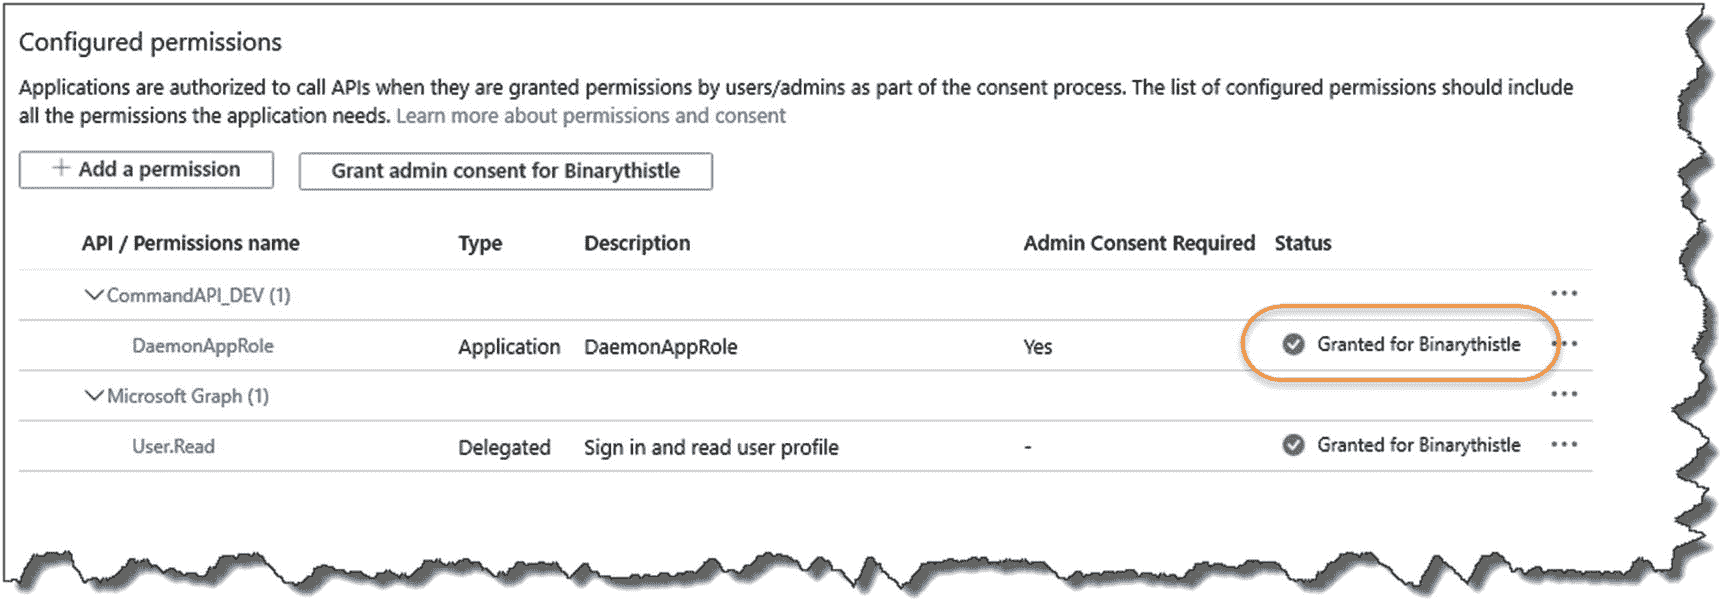 Configured permissions
Applications are authorized to call APIs when they are granted permissions by users/admins as part of the consent process. The list of configured permissions should include
all the permissions the application needs. Learn more about permissions and consent
+ Add a permission Grant admin consent for Binarythistle
API / Permissions name Type Description Admin Consent Required Status
CommandAPI_DEV (1) ...
DaemonAppRole Application DaemonAppRole Yes Granted for Binarythistle ...
Microsoft Graph (1) ...
User.Read Delegated Sign in and read user profile - Granted for Binarythistle ...